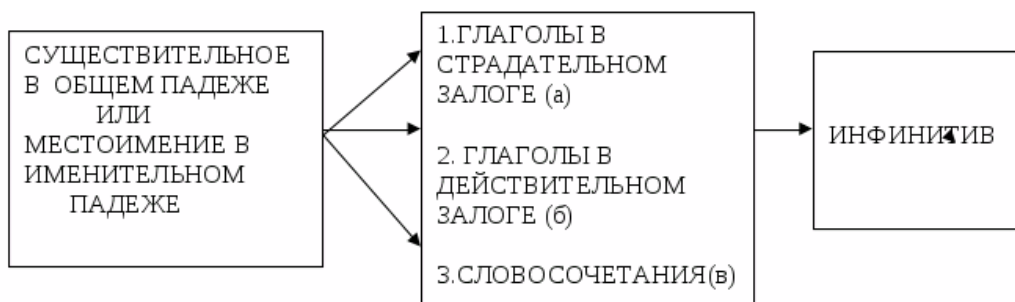 СУЩЕСТВИТЕЛЬНОЕ
В ОБЩЕМ ПАДЕЖЕ
ИЛИ
МЕСТОИМЕНИЕ В
ИМЕНИТЕЛЬНОМ
ПАДЕЖЕ
1.ГЛАГОЛЫ В
СТРАДАТЕЛЬНОМ
ЗАЛОГЕ (а)
2. ГЛАГОЛЫ В
ДЕЙСТВИТЕЛЬНОМ
ЗАЛОГЕ (б)
3.СЛОВОСОЧЕТАНИЯ(в)
ИНФИНИТИВ